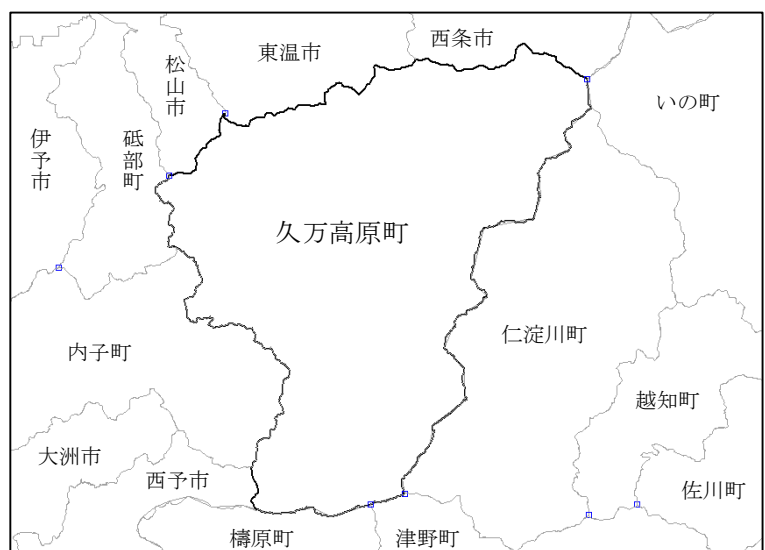 西条市
東温市
松山市
いの町
伊予市
砥部町
久万高原町
仁淀川町
内子町
越知町
大洲市
西予市
佐川町
檮原町
津野町